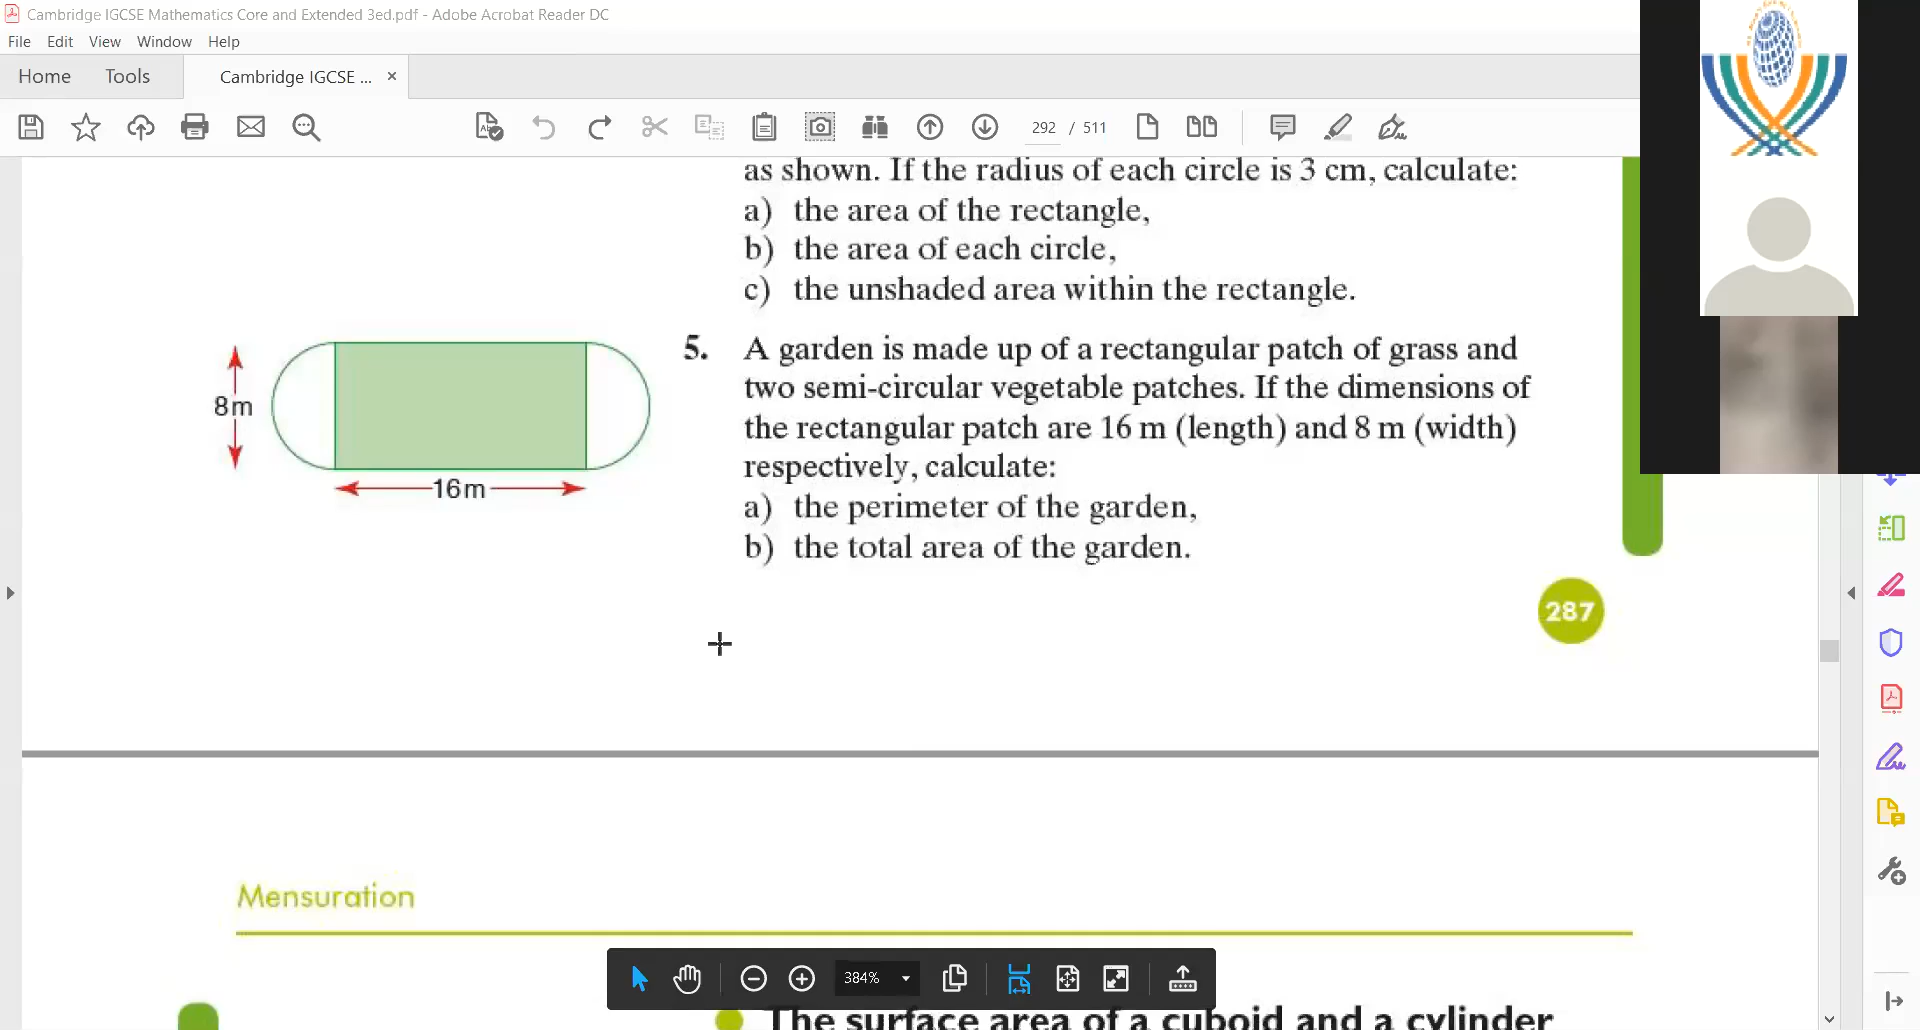 Cambridge IGCSE Mathematics Core and Extended 3ed.pdf - Adobe Acrobat Reader DC
File Edit View Window Help
Home Tools Cambridge IGCSE ... ×
292 / 511
as shown. If the radius of each circle is 3 cm, calculate:
a) the area of the rectangle,
b) the area of each circle,
c) the unshaded area within the rectangle.
8m
16m
5. A garden is made up of a rectangular patch of grass and
two semi-circular vegetable patches. If the dimensions of
the rectangular patch are 16 m (length) and 8 m (width)
respectively, calculate:
a) the perimeter of the garden,
b) the total area of the garden.
287
Mensuration
384%
The surface area of a cuboid and a cylinder